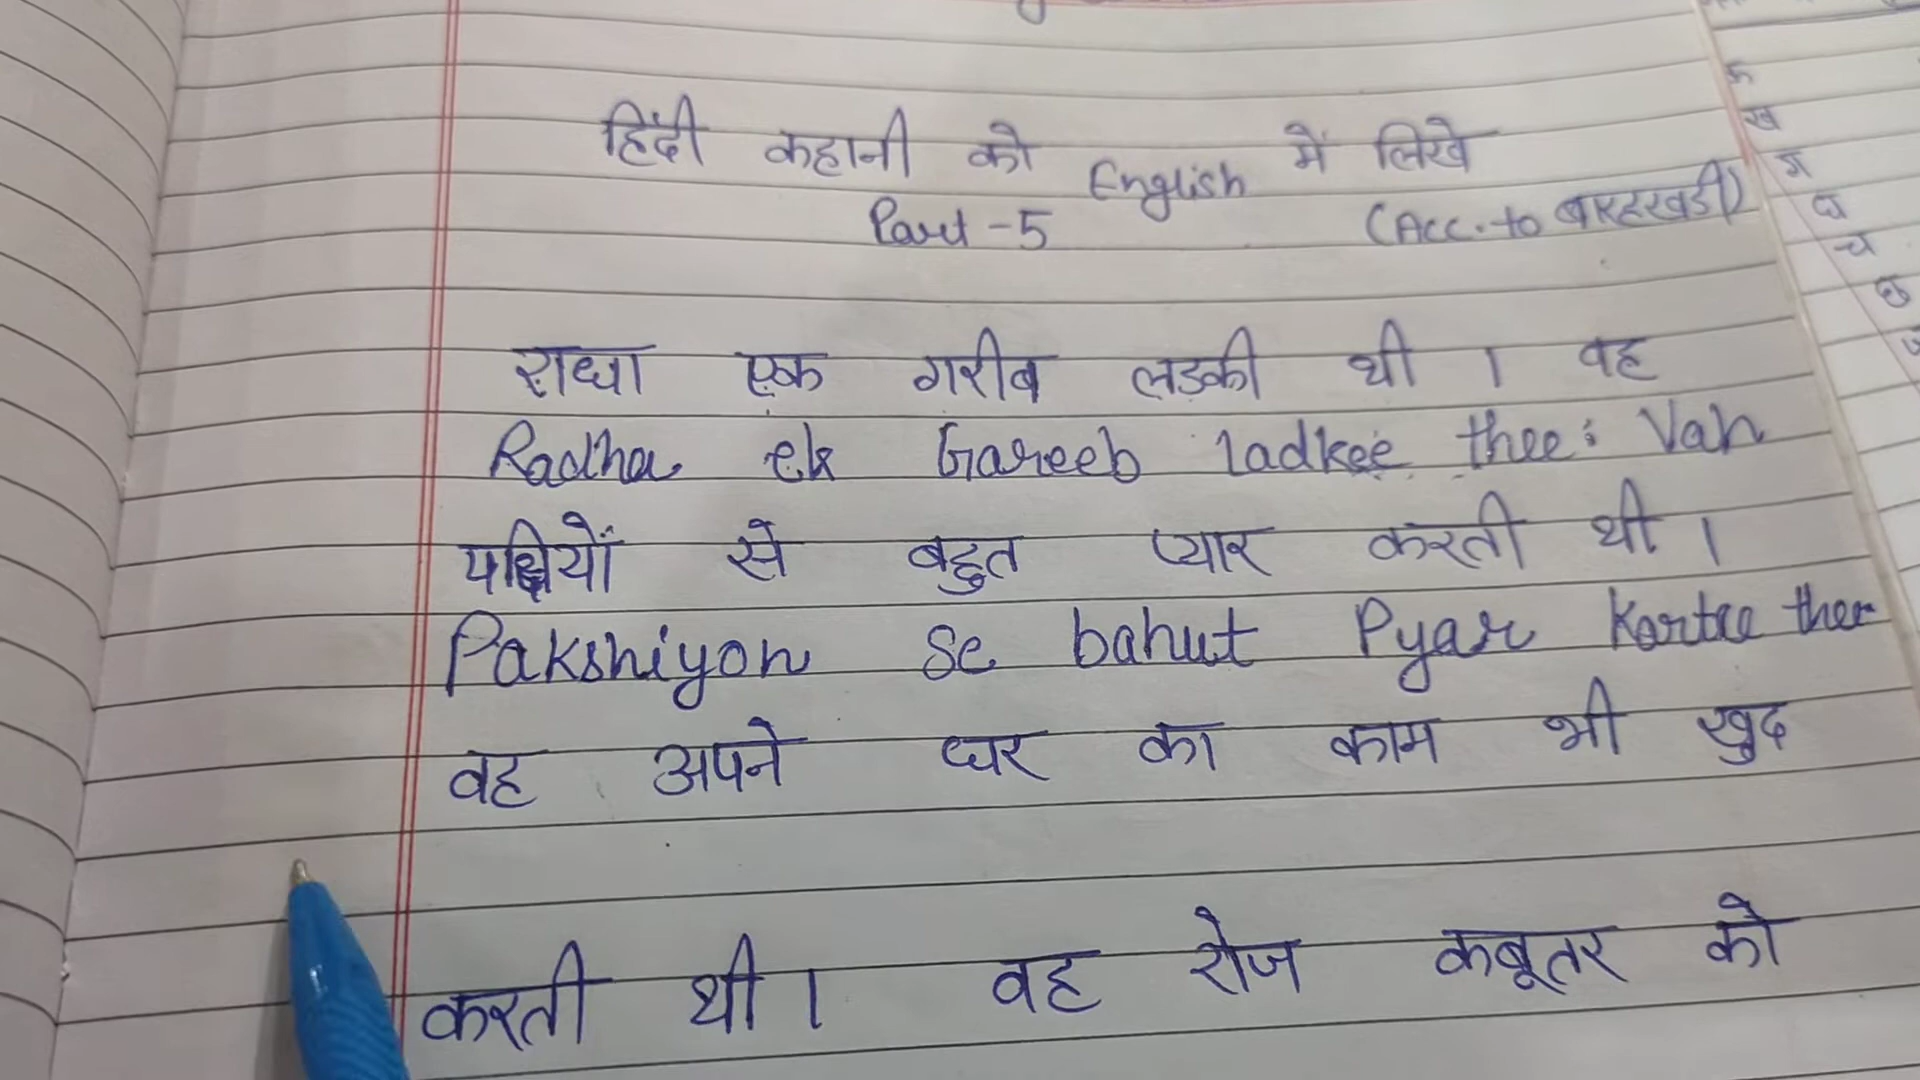 हिंदी कहानी को English में लिखे
Part-5 (Acc. to बारहखडी)
राधा एक गरीब लडकी थी । वह
Radha ek Gareeb ladkee thee: Vah
पक्षियों से बहुत प्यार करती थी ।
Pakshiyon se bahut Pyar Kartee thee
वह अपने घर का काम भी खुद
करती थी । वह रोज कबूतर को
क
ख
ग
घ
च
छ